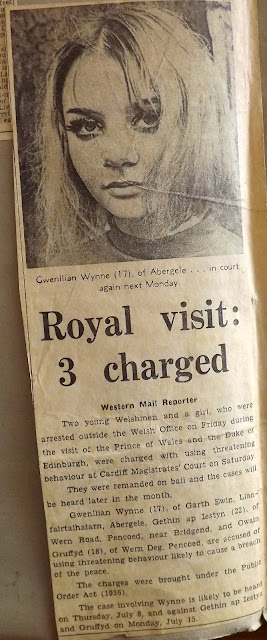 Gwenllian Wynne (17), of Abergele . . . in court
again next Monday.
Royal visit:
3 charged
Western Mail Reporter
Two young Welshmen and a girl, who were
arrested outside the Welsh Office on Friday during
the visit of the Prince of Wales and the Duke of
Edinburgh, were charged with using threatening
behaviour at Cardiff Magistrates' Court on Saturday.
They were remanded on bail and the cases will
be heard later in the month.
Gwenllian Wynne (17), of Garth Ewin, Llan-
fairtalhaiarn, Abergele, Gethin ap Iestyn (22), of
Wern Road, Pencoed, near Bridgend, and Owain
Gruffyd (18), of Wern Deg, Pencoed, are accused of
using threatening behaviour likely to cause a breach
of the peace.
The charges were brought under the Public
Order Act (1936).
The case involving Wynne is likely to be heard
on Thursday, July 8, and against Gethin ap Iestyn
and Gruffyd on Monday, July 15.